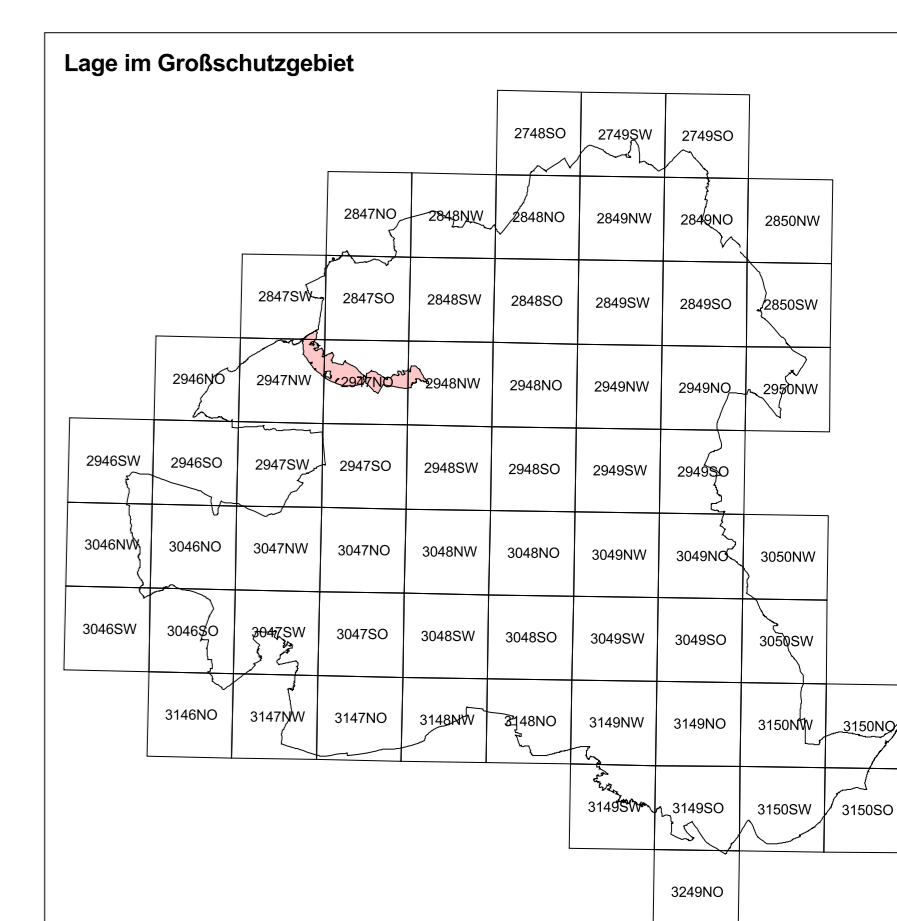 Lage im Großschutzgebiet
2748SO 2749SW 2749SO
2847NO 2848NW 2848NO 2849NW 2849NO 2850NW
2847SW 2847SO 2848SW 2848SO 2849SW 2849SO 2850SW
2946NO 2947NW 2947NO 2948NW 2948NO 2949NW 2949NO 2950NW
2946SW 2946SO 2947SW 2947SO 2948SW 2948SO 2949SW 2949SO
3046NW 3046NO 3047NW 3047NO 3048NW 3048NO 3049NW 3049NO 3050NW
3046SW 3046SO 3047SW 3047SO 3048SW 3048SO 3049SW 3049SO 3050SW
3146NO 3147NW 3147NO 3148NW 3148NO 3149NW 3149NO 3150NW 3150NO
3149SW 3149SO 3150SW 3150SO
3249NO